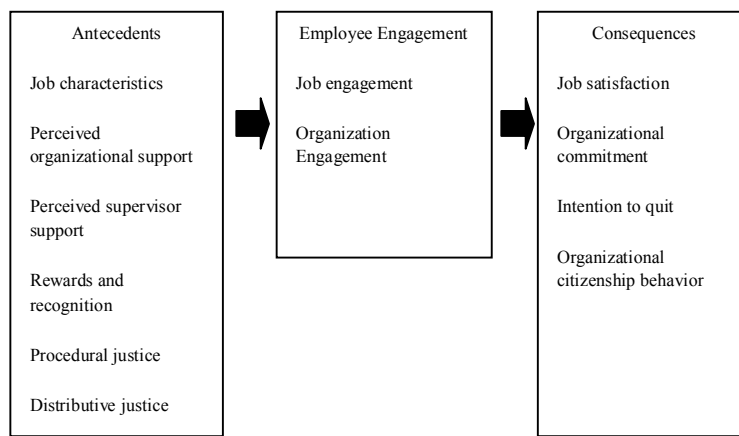 Antecedents
Job characteristics
Perceived
organizational support
Perceived supervisor
support
Rewards and
recognition
Procedural justice
Distributive justice
Employee Engagement
Job engagement
Organization
Engagement
Consequences
Job satisfaction
Organizational
commitment
Intention to quit
Organizational
citizenship behavior